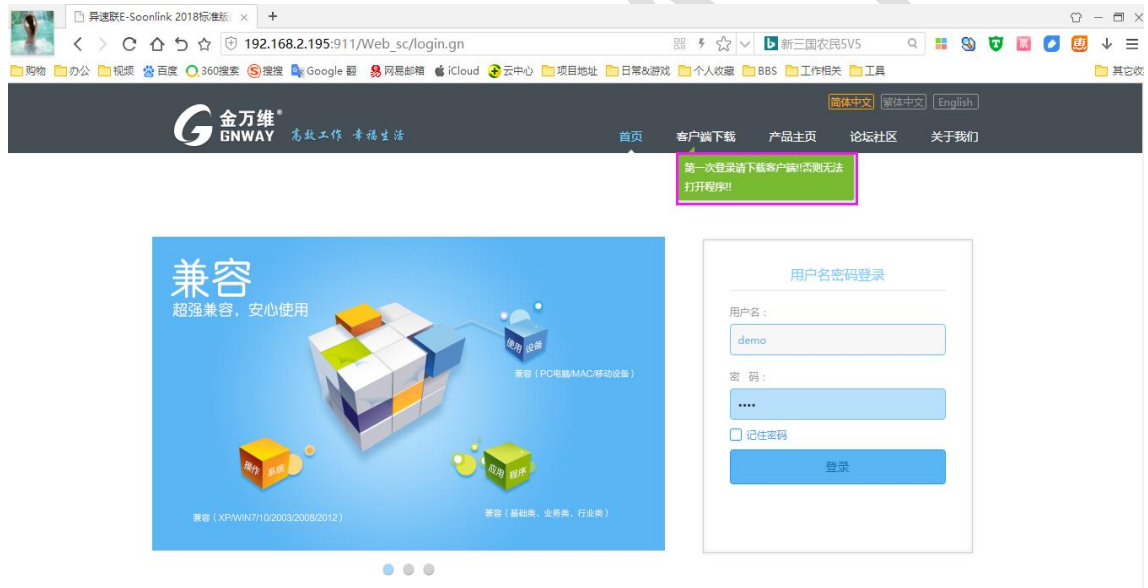 异速联E-Soonlink 2018标准版
192.168.2.195:911/Web_sc/login.gn
新三国农民5V5
购物 办公 视频 百度 360搜索 搜搜 Google 翻 网易邮箱 iCloud 云中心 项目地址 日常&游戏 个人收藏 BBS 工作相关 工具 其它收
简体中文 繁体中文 English
金万维®
GNWAY 高效工作 幸福生活
首页 客户端下载 产品主页 论坛社区 关于我们
第一次登录请下载客户端!!否则无法
打开程序!!
兼容
超强兼容，安心使用
使用 设备
兼容（PC电脑/MAC/移动设备）
操作 系统
兼容（XP/WIN7/10/2003/2008/2012）
应用 程序
兼容（基础类、业务类、行业类）
用户名密码登录
用户名：
demo
密 码：
••••
记住密码
登录